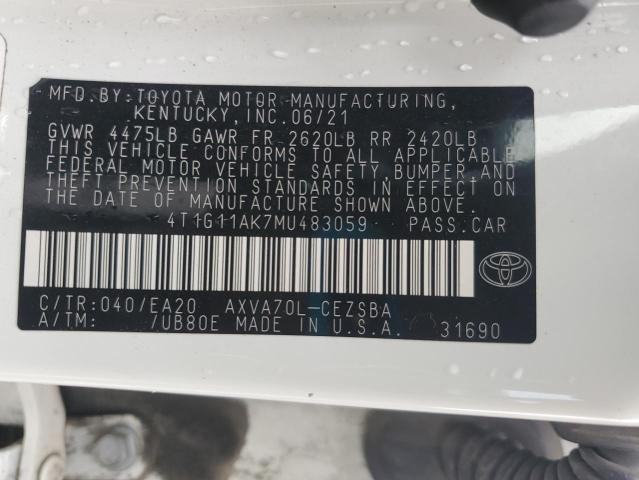 MFD.BY:TOYOTA MOTOR MANUFACTURING,
KENTUCKY, INC.06/21
GVWR 4475LB GAWR FR 2620LB RR 2420LB
THIS VEHICLE CONFORMS TO ALL APPLICABLE
FEDERAL MOTOR VEHICLE SAFETY,BUMPER,AND
THEFT PREVENTION STANDARDS IN EFFECT ON
THE DATE OF MANUFACTURE SHOWN ABOVE.
4T1G11AK7MU483059 PASS.CAR
C/TR:040/EA20 AXVA70L-CEZSBA
A/TM: /UB80E MADE IN U.S.A. 31690